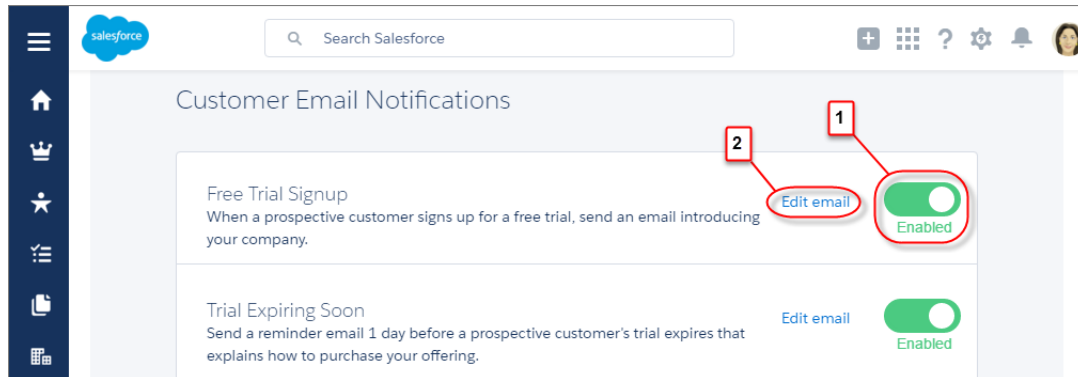 salesforce
Search Salesforce
?
Customer Email Notifications
1
2
Free Trial Signup
When a prospective customer signs up for a free trial, send an email introducing
your company.
Edit email
Enabled
Trial Expiring Soon
Send a reminder email 1 day before a prospective customer's trial expires that
explains how to purchase your offering.
Edit email
Enabled